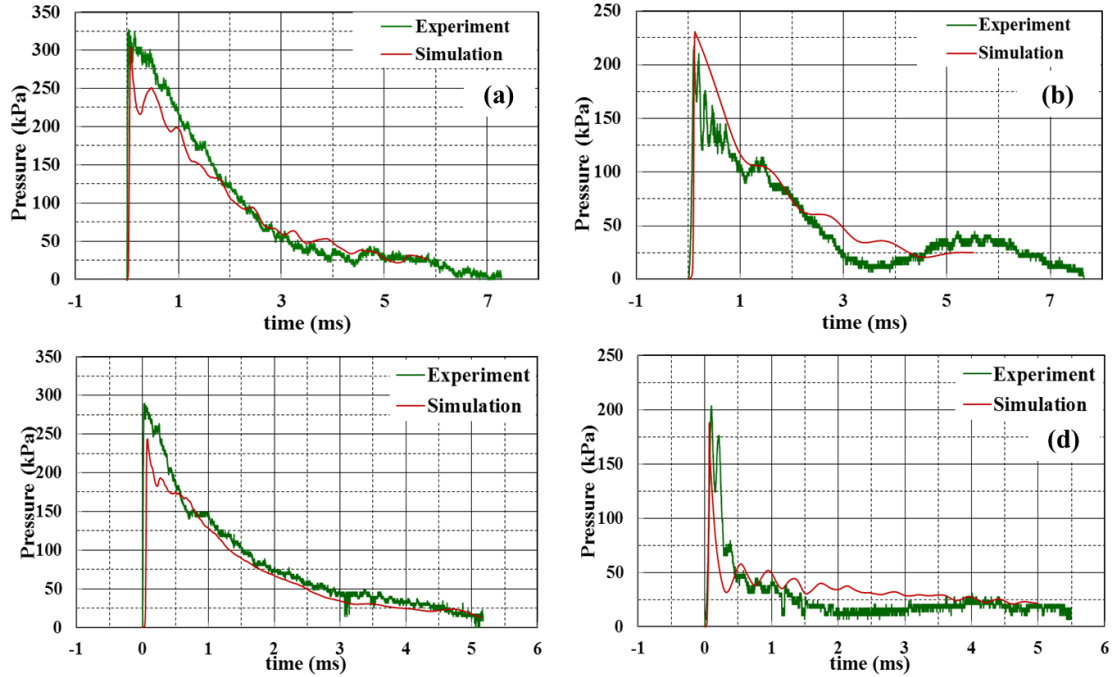 350
300
250
200
150
100
50
0
Pressure (kPa)
-1 1 3 5 7
time (ms)
Experiment
Simulation
(a)
250
200
150
100
50
0
Pressure (kPa)
-1 1 3 5 7
time (ms)
Experiment
Simulation
(b)
350
300
250
200
150
100
50
0
Pressure (kPa)
-1 0 1 2 3 4 5 6
time (ms)
Experiment
Simulation
250
200
150
100
50
0
Pressure (kPa)
-1 0 1 2 3 4 5 6
time (ms)
Experiment
Simulation
(d)